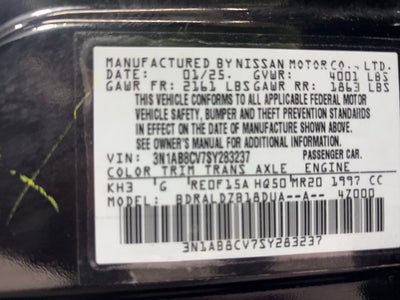 MANUFACTURED BY NISSAN MOTOR CO., LTD.
DATE: 01/25. GVWR: 4001 LBS
GAWR FR: 2161 LBS GAWR RR: 1863 LBS
THIS VEHICLE CONFORMS TO ALL APPLICABLE FEDERAL MOTOR
VEHICLE SAFETY, BUMPER AND THEFT PREVENTION STANDARDS
IN EFFECT ON THE DATE OF MANUFACTURE SHOWN ABOVE.
SEE OWNER'S MANUAL FOR ADDITIONAL INFORMATION.
VIN: 3N1AB8CV7SY283237 PASSENGER CAR.
COLOR TRIM TRANS AXLE ENGINE
KH3 G RE0F15A HQ50 MR20 1997 CC
MODEL: BDRALDZB18DUA--A-- 47000
3N1AB8CV7SY283237